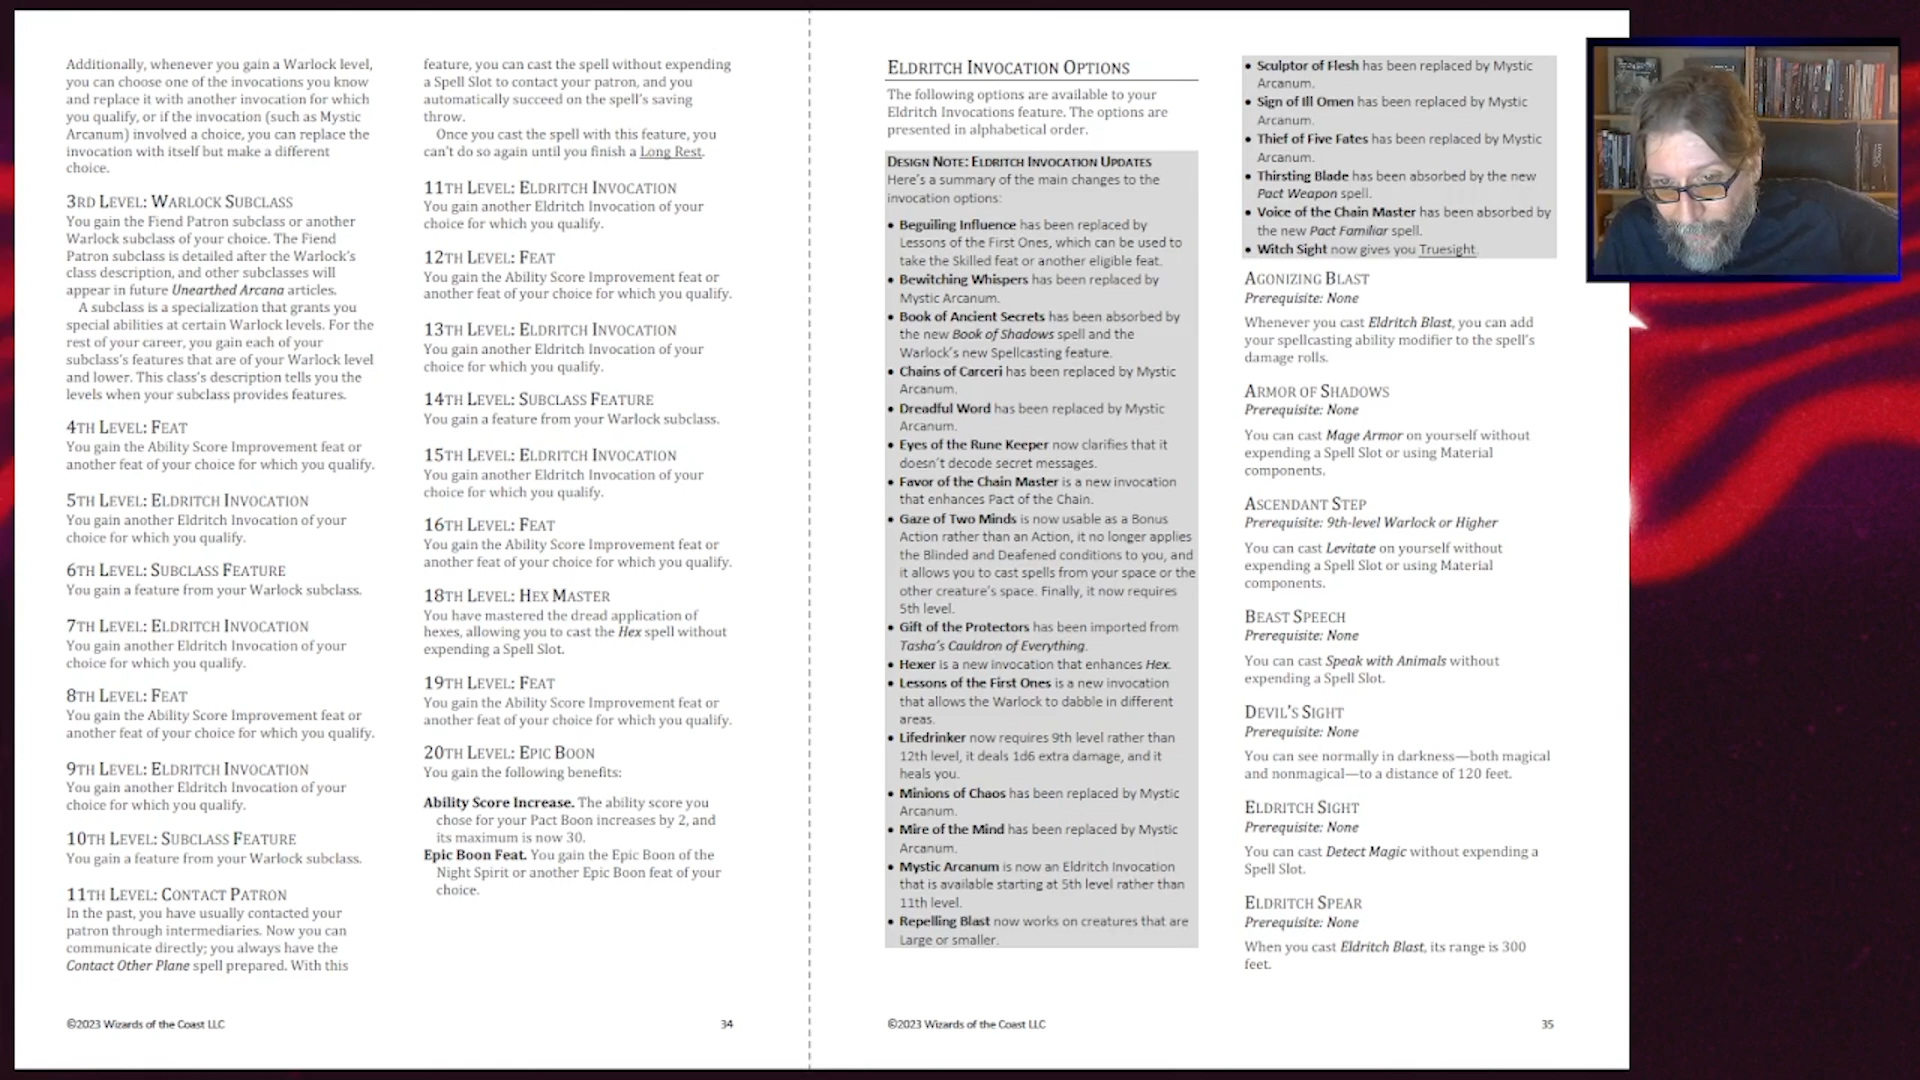 Additionally, whenever you gain a Warlock level,
you can choose one of the invocations you know
and replace it with another invocation for which
you qualify, or if the invocation (such as Mystic
Arcanum) involved a choice, you can replace the
invocation with itself but make a different
choice.
3RD LEVEL: WARLOCK SUBCLASS
You gain the Fiend Patron subclass or another
Warlock subclass of your choice. The Fiend
Patron subclass is detailed after the Warlock's
class description, and other subclasses will
appear in future Unearthed Arcana articles.
A subclass is a specialization that grants you
special abilities at certain Warlock levels. For the
rest of your career, you gain each of your
subclass's features that are of your Warlock level
and lower. This class's description tells you the
levels when your subclass provides features.
4TH LEVEL: FEAT
You gain the Ability Score Improvement feat or
another feat of your choice for which you qualify.
5TH LEVEL: ELDRITCH INVOCATION
You gain another Eldritch Invocation of your
choice for which you qualify.
6TH LEVEL: SUBCLASS FEATURE
You gain a feature from your Warlock subclass.
7TH LEVEL: ELDRITCH INVOCATION
You gain another Eldritch Invocation of your
choice for which you qualify.
8TH LEVEL: FEAT
You gain the Ability Score Improvement feat or
another feat of your choice for which you qualify.
9TH LEVEL: ELDRITCH INVOCATION
You gain another Eldritch Invocation of your
choice for which you qualify.
10TH LEVEL: SUBCLASS FEATURE
You gain a feature from your Warlock subclass.
11TH LEVEL: CONTACT PATRON
In the past, you have usually contacted your
patron through intermediaries. Now you can
communicate directly; you always have the
Contact Other Plane spell prepared. With this
feature, you can cast the spell without expending
a Spell Slot to contact your patron, and you
automatically succeed on the spell's saving
throw.
Once you cast the spell with this feature, you
can't do so again until you finish a Long Rest.
11TH LEVEL: ELDRITCH INVOCATION
You gain another Eldritch Invocation of your
choice for which you qualify.
12TH LEVEL: FEAT
You gain the Ability Score Improvement feat or
another feat of your choice for which you qualify.
13TH LEVEL: ELDRITCH INVOCATION
You gain another Eldritch Invocation of your
choice for which you qualify.
14TH LEVEL: SUBCLASS FEATURE
You gain a feature from your Warlock subclass.
15TH LEVEL: ELDRITCH INVOCATION
You gain another Eldritch Invocation of your
choice for which you qualify.
16TH LEVEL: FEAT
You gain the Ability Score Improvement feat or
another feat of your choice for which you qualify.
18TH LEVEL: HEX MASTER
You have mastered the dread application of
hexes, allowing you to cast the Hex spell without
expending a Spell Slot.
19TH LEVEL: FEAT
You gain the Ability Score Improvement feat or
another feat of your choice for which you qualify.
20TH LEVEL: EPIC BOON
You gain the following benefits:
Ability Score Increase. The ability score you
chose for your Pact Boon increases by 2, and
its maximum is now 30.
Epic Boon Feat. You gain the Epic Boon of the
Night Spirit or another Epic Boon feat of your
choice.
©2023 Wizards of the Coast LLC
34
ELDRITCH INVOCATION OPTIONS
The following options are available to your
Eldritch Invocations feature. The options are
presented in alphabetical order.
DESIGN NOTE: ELDRITCH INVOCATION UPDATES
Here's a summary of the main changes to the
invocation options:
• Beguiling Influence has been replaced by
Lessons of the First Ones, which can be used to
take the Skilled feat or another eligible feat.
• Bewitching Whispers has been replaced by
Mystic Arcanum.
• Book of Ancient Secrets has been absorbed by
the new Book of Shadows spell and the
Warlock's new Spellcasting feature.
• Chains of Carceri has been replaced by Mystic
Arcanum.
• Dreadful Word has been replaced by Mystic
Arcanum.
• Eyes of the Rune Keeper now clarifies that it
doesn't decode secret messages.
• Favor of the Chain Master is a new invocation
that enhances Pact of the Chain.
• Gaze of Two Minds is now usable as a Bonus
Action rather than an Action, it no longer applies
the Blinded and Deafened conditions to you, and
it allows you to cast spells from your space or the
other creature's space. Finally, it now requires
5th level.
• Gift of the Protectors has been imported from
Tasha's Cauldron of Everything.
• Hexer is a new invocation that enhances Hex.
• Lessons of the First Ones is a new invocation
that allows the Warlock to dabble in different
areas.
• Lifedrinker now requires 9th level rather than
12th level, it deals 1d6 extra damage, and it
heals you.
• Minions of Chaos has been replaced by Mystic
Arcanum.
• Mire of the Mind has been replaced by Mystic
Arcanum.
• Mystic Arcanum is now an Eldritch Invocation
that is available starting at 5th level rather than
11th level.
• Repelling Blast now works on creatures that are
Large or smaller.
• Sculptor of Flesh has been replaced by Mystic
Arcanum.
• Sign of Ill Omen has been replaced by Mystic
Arcanum.
• Thief of Five Fates has been replaced by Mystic
Arcanum.
• Thirsting Blade has been absorbed by the new
Pact Weapon spell.
• Voice of the Chain Master has been absorbed by
the new Pact Familiar spell.
• Witch Sight now gives you Truesight.
AGONIZING BLAST
Prerequisite: None
Whenever you cast Eldritch Blast, you can add
your spellcasting ability modifier to the spell's
damage rolls.
ARMOR OF SHADOWS
Prerequisite: None
You can cast Mage Armor on yourself without
expending a Spell Slot or using Material
components.
ASCENDANT STEP
Prerequisite: 9th-level Warlock or Higher
You can cast Levitate on yourself without
expending a Spell Slot or using Material
components.
BEAST SPEECH
Prerequisite: None
You can cast Speak with Animals without
expending a Spell Slot.
DEVIL'S SIGHT
Prerequisite: None
You can see normally in darkness—both magical
and nonmagical—to a distance of 120 feet.
ELDRITCH SIGHT
Prerequisite: None
You can cast Detect Magic without expending a
Spell Slot.
ELDRITCH SPEAR
Prerequisite: None
When you cast Eldritch Blast, its range is 300
feet.
©2023 Wizards of the Coast LLC
35